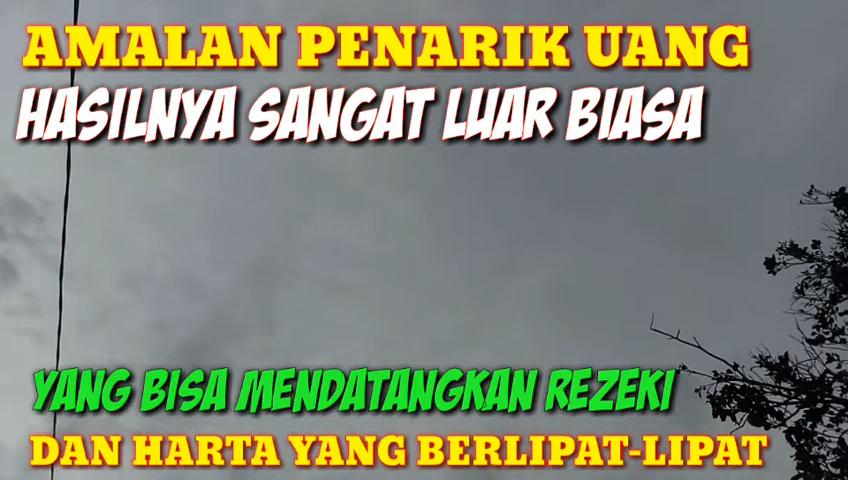 AMALAN PENARIK UANG
HASILNYA SANGAT LUAR BIASA
YANG BISA MENDATANGKAN REZEKI
DAN HARTA YANG BERLIPAT-LIPAT